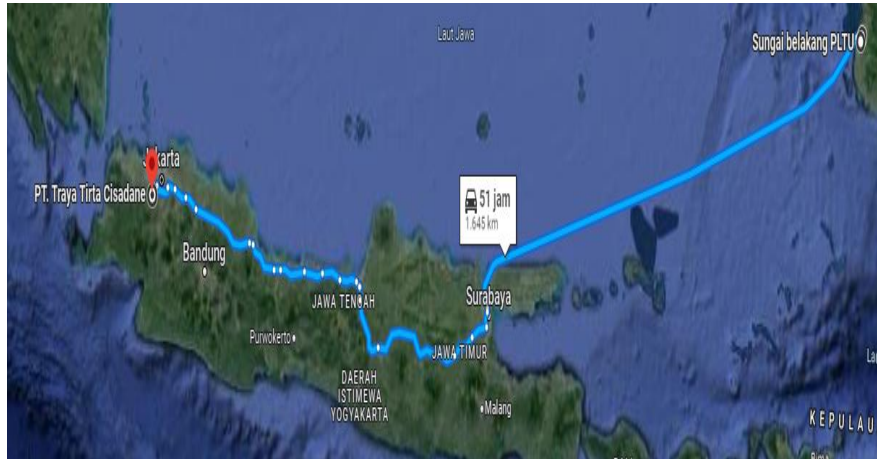 Laut Jawa
Sungai belakang PLTU
Jakarta
PT. Traya Tirta Cisadane
51 jam
1.645 km
Bandung
Surabaya
JAWA TENGAH
Purwokerto
JAWA TIMUR
DAERAH
ISTIMEWA
YOGYAKARTA
Malang
KEPULAU